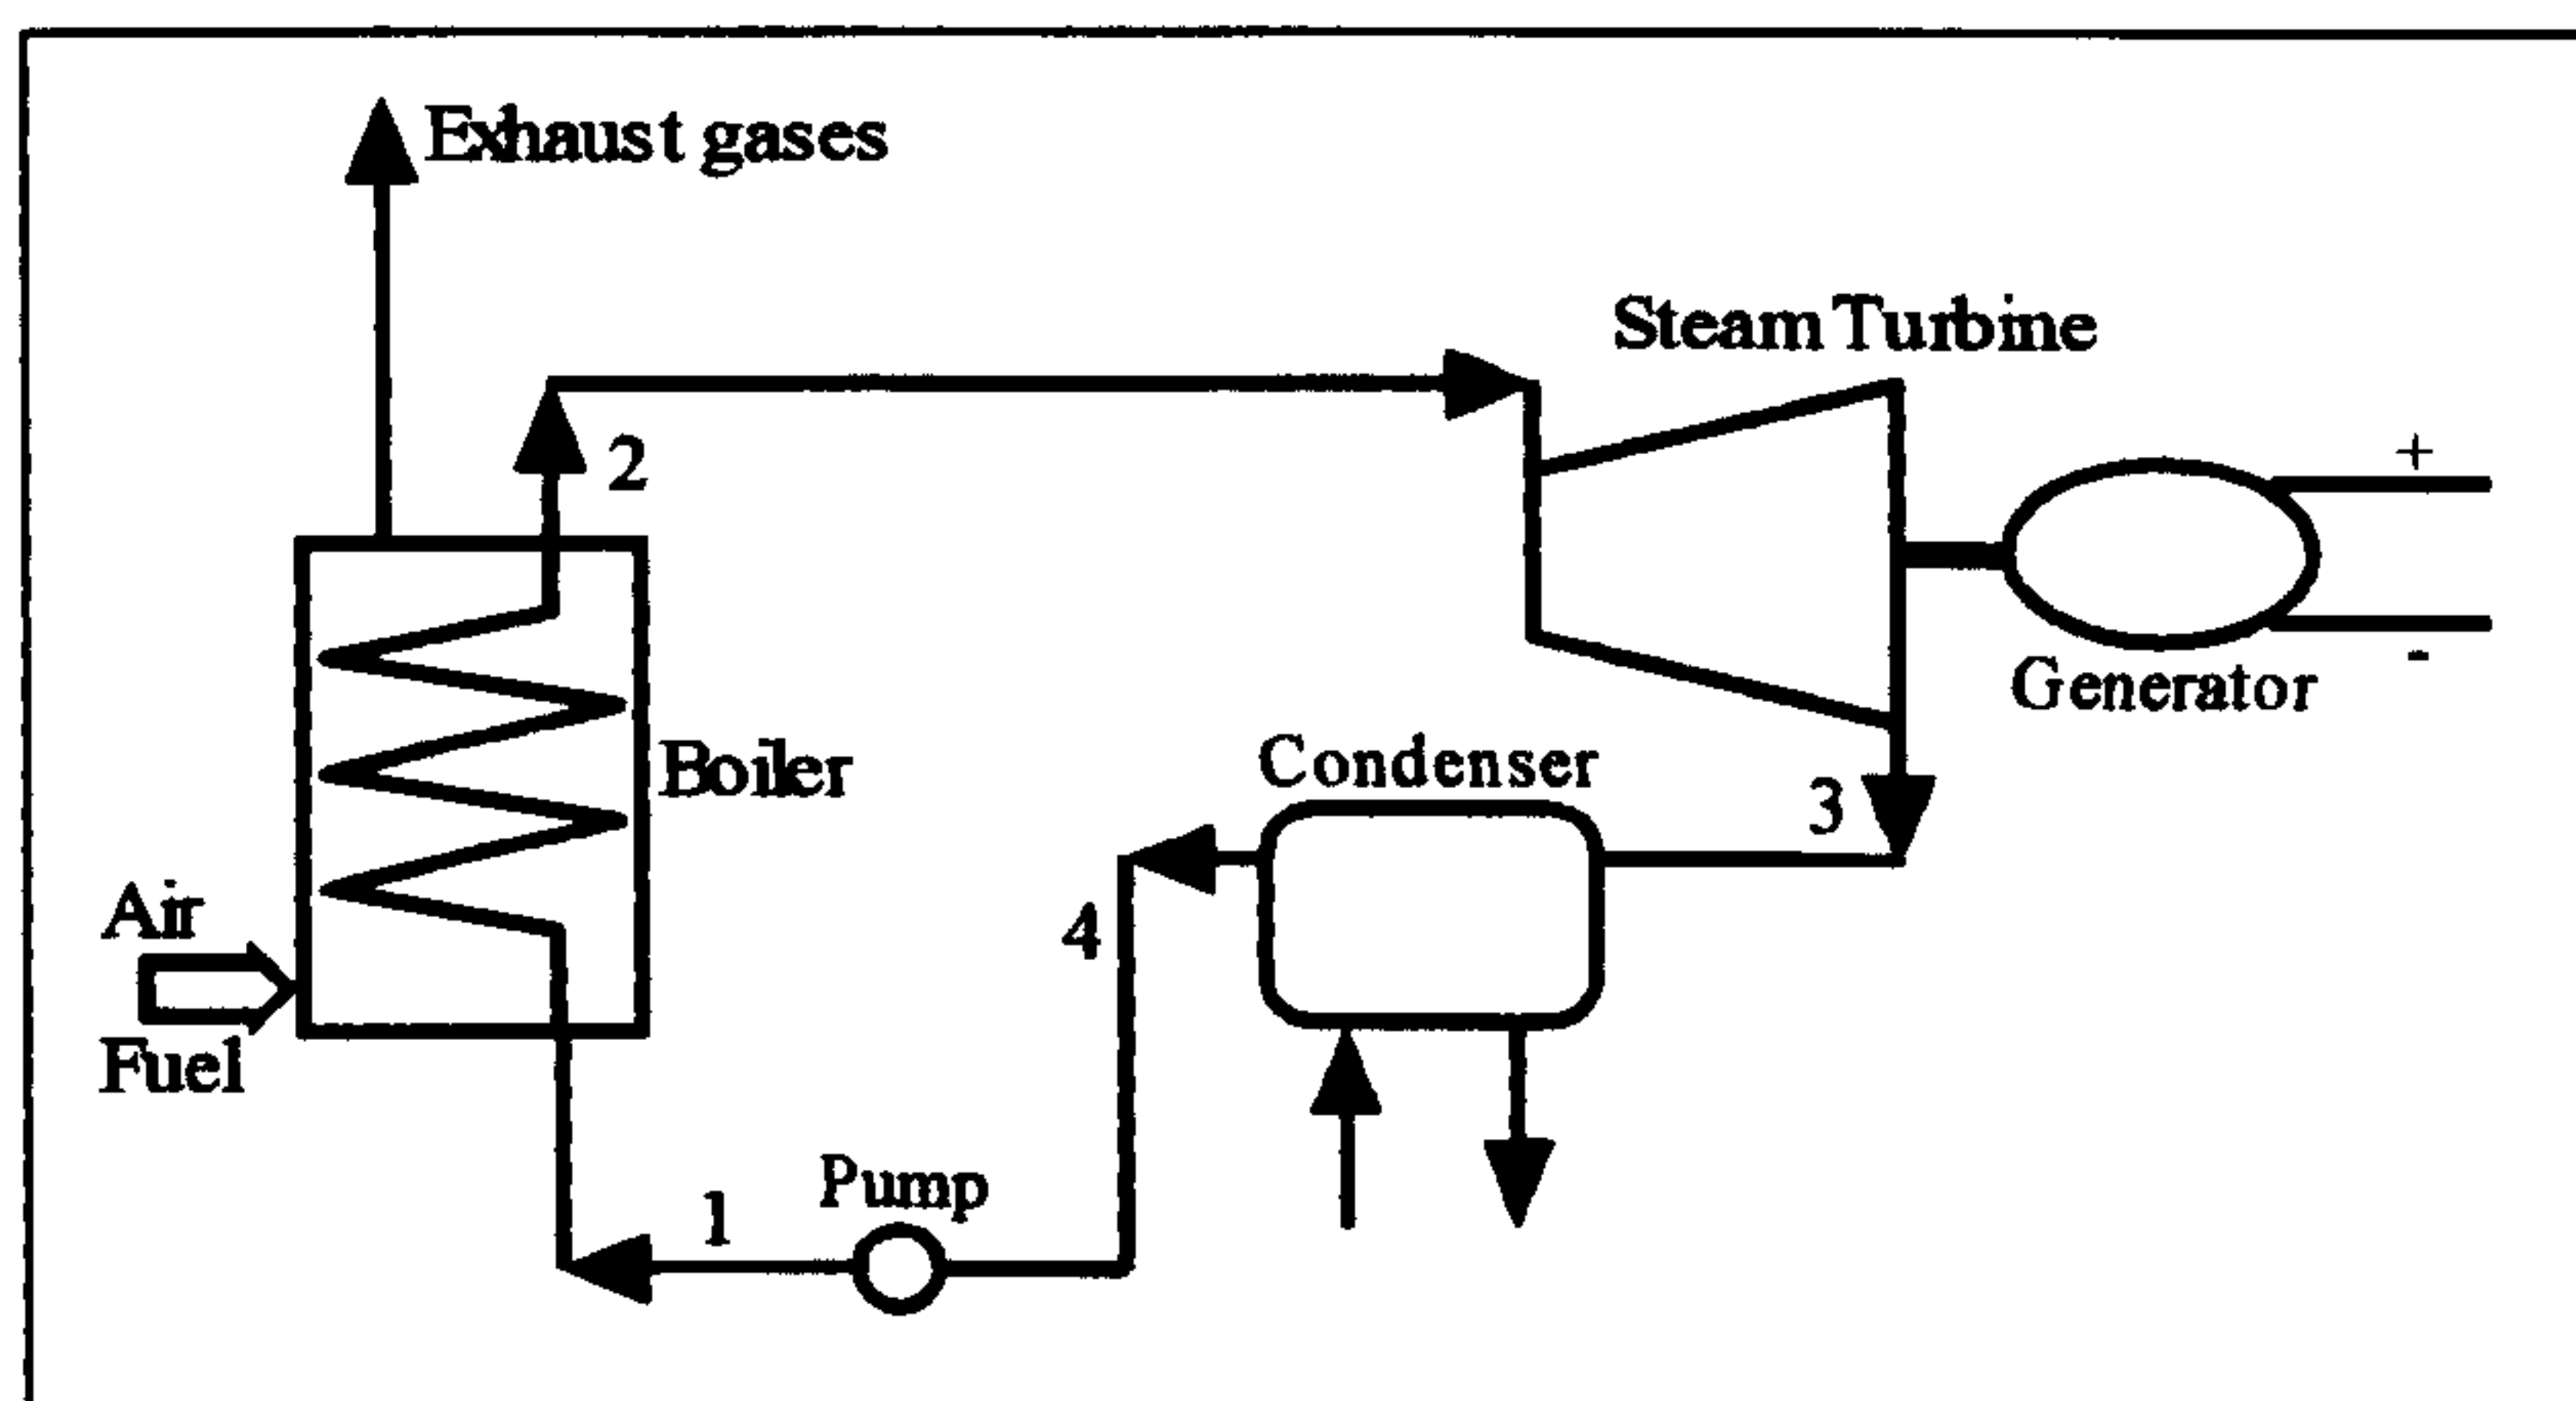 Exhaust gases
Steam Turbine
2
+
-
Generator
Boiler
Condenser
3
Air
4
Fuel
Pump
1